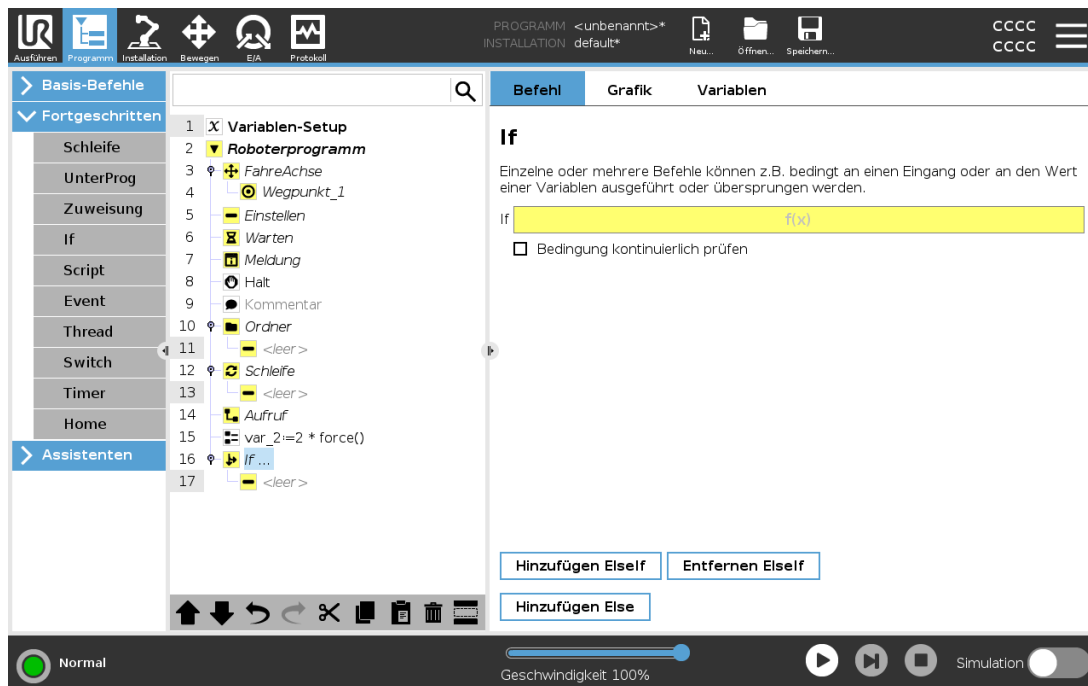 PROGRAMM <unbenannt>*
INSTALLATION default*
Ausführen Programm Installation Bewegen E/A Protokoll
Neu... Öffnen... Speichern...
CCCC
CCCC
Basis-Befehle
Fortgeschritten
Schleife
UnterProg
Zuweisung
If
Script
Event
Thread
Switch
Timer
Home
Assistenten
1 Variablen-Setup
2 Roboterprogramm
3 FahreAchse
4 Wegpunkt_1
5 Einstellen
6 Warten
7 Meldung
8 Halt
9 Kommentar
10 Ordner
11 <leer>
12 Schleife
13 <leer>
14 Aufruf
15 var_2:=2 * force()
16 If ...
17 <leer>
Befehl Grafik Variablen
If
Einzelne oder mehrere Befehle können z.B. bedingt an einen Eingang oder an den Wert
einer Variablen ausgeführt oder übersprungen werden.
If f(x)
Bedingung kontinuierlich prüfen
Hinzufügen ElseIf Entfernen ElseIf
Hinzufügen Else
Normal
Geschwindigkeit 100%
Simulation